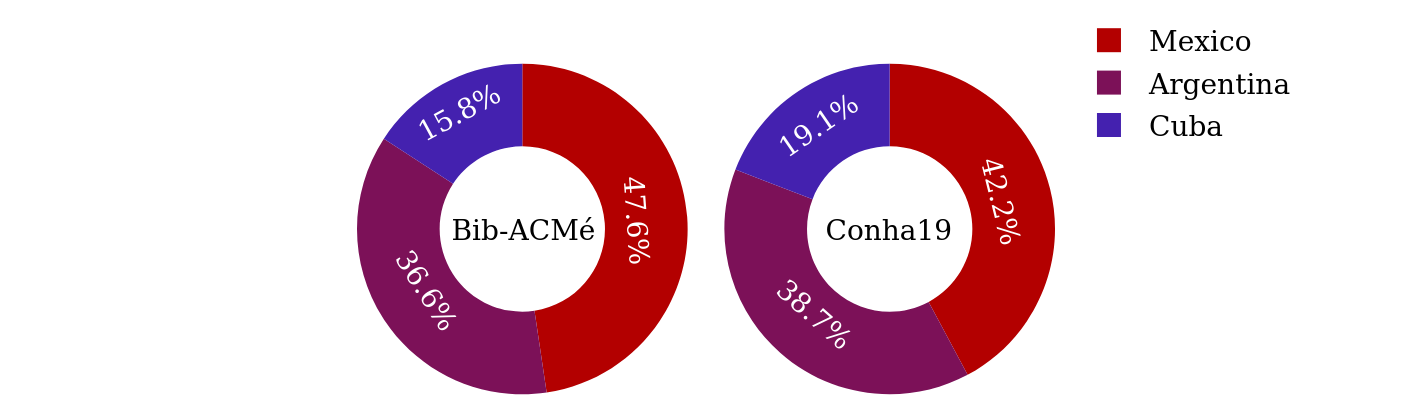 Mexico
Argentina
Cuba
15.8%
47.6%
36.6%
Bib-ACMé
19.1%
42.2%
38.7%
Conha19